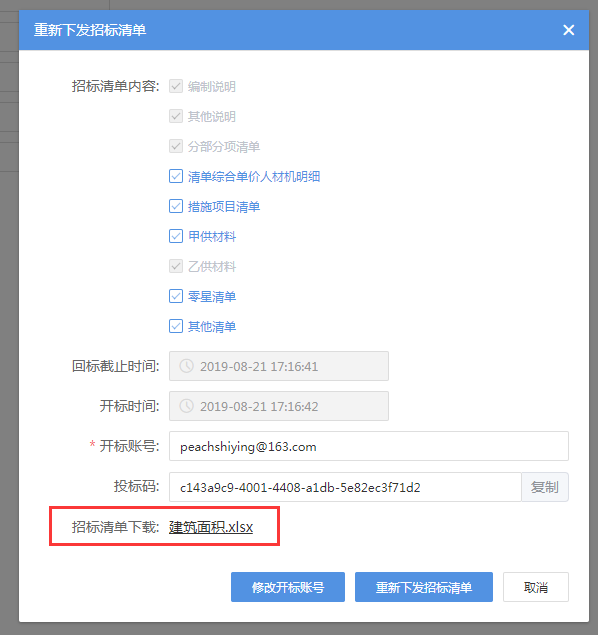 重新下发招标清单
招标清单内容: 编制说明
其他说明
分部分项清单
清单综合单价人材机明细
措施项目清单
甲供材料
乙供材料
零星清单
其他清单
回标截止时间: 2019-08-21 17:16:41
开标时间: 2019-08-21 17:16:42
* 开标账号: peachshiying@163.com
投标码: c143a9c9-4001-4408-a1db-5e82ec3f71d2 复制
招标清单下载: 建筑面积.xlsx
修改开标账号 重新下发招标清单 取消